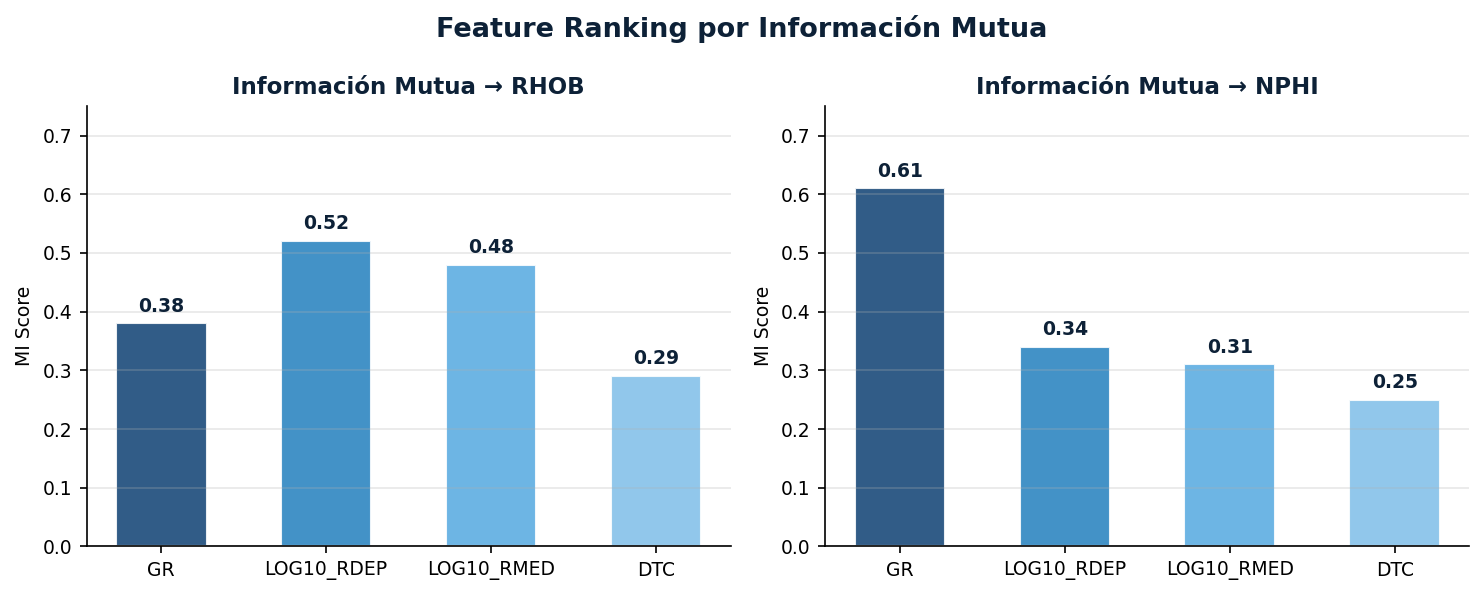 Feature Ranking por Información Mutua
Información Mutua → RHOB
MI Score
0.7
0.6
0.5
0.4
0.3
0.2
0.1
0.0
0.38
0.52
0.48
0.29
GR
LOG10_RDEP
LOG10_RMED
DTC
Información Mutua → NPHI
MI Score
0.7
0.6
0.5
0.4
0.3
0.2
0.1
0.0
0.61
0.34
0.31
0.25
GR
LOG10_RDEP
LOG10_RMED
DTC